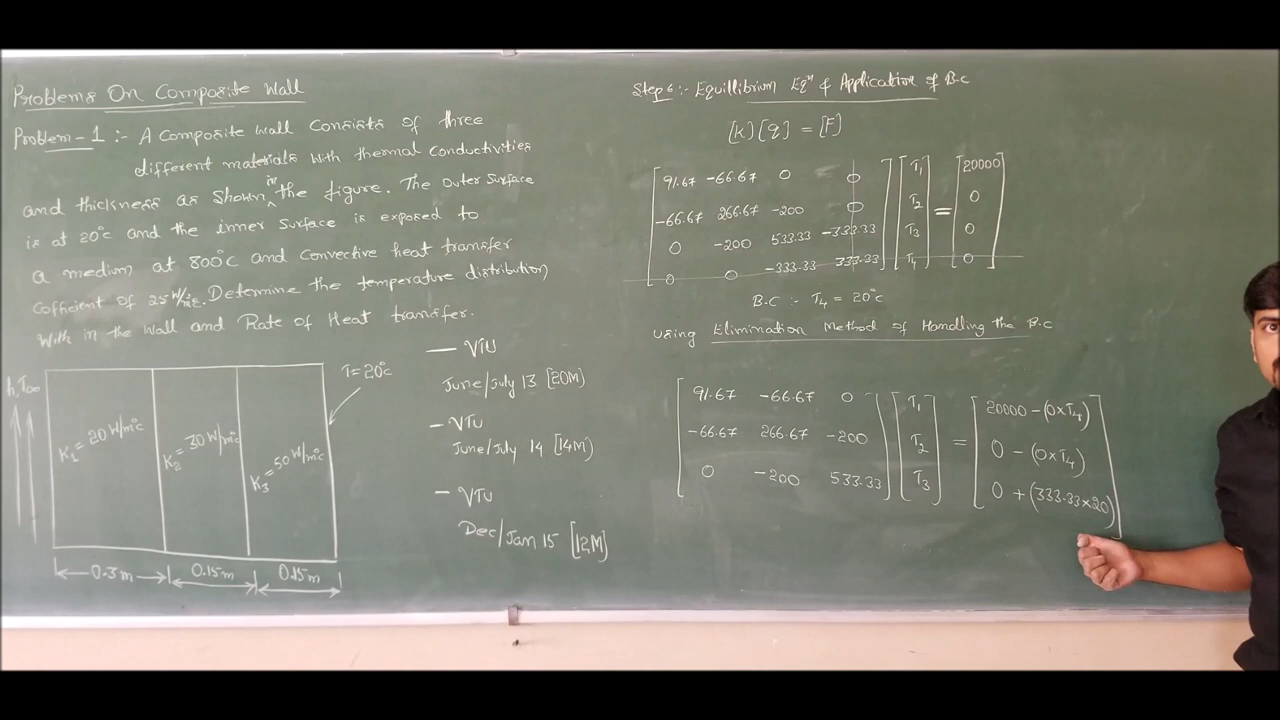 Problems On Composite Wall
Problem-1 :- A Composite Wall Consists of three
different materials With thermal Conductivities
and thickness as Shown in the figure. The Outer Surface
is at 20°c and the inner Surface is exposed to
a medium at 800°c and Convective heat transfer
Cofficient of 25 W/m²c. Determine the temperature distribution
With in the Wall and Rate of Heat transfer.
— VTU
June/July 13 [20M]
— VTU
June/July 14 [14M]
— VTU
Dec/Jan 15 [12M]
h, T∞
T=20°c
K1 = 20 W/m°c
K2 = 30 W/m°c
K3 = 50 W/m°c
0.3m 0.15m 0.15m
Step 6 :- Equillibrium Eqn & Application of B.C
[K][q] = [F]
91.67 -66.67 0 0 T1 20000
-66.67 266.67 -200 0 T2 = 0
0 -200 533.33 -333.33 T3 0
0 0 -333.33 333.33 T4 0
B.C :- T4 = 20°c
using Elimination Method of Handling the B.C
91.67 -66.67 0 T1 20000 - (0×T4)
-66.67 266.67 -200 T2 = 0 - (0×T4)
0 -200 533.33 T3 0 + (333.33×20)